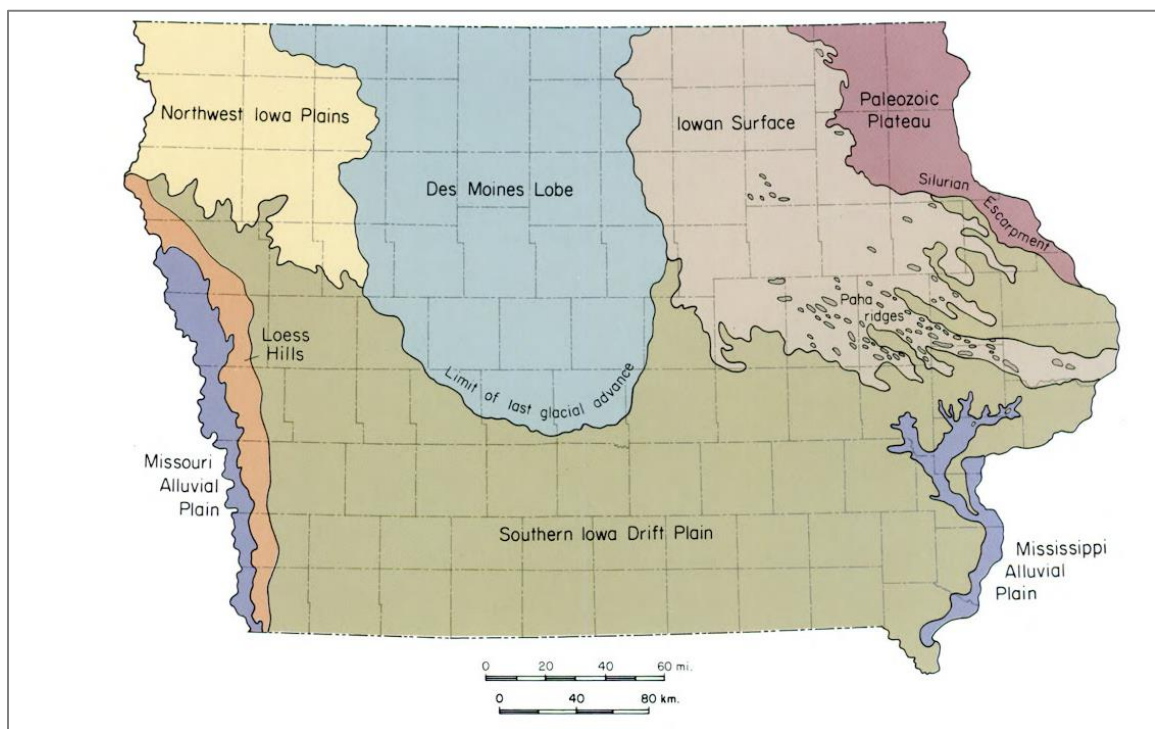 Northwest Iowa Plains
Des Moines Lobe
Iowan Surface
Paleozoic
Plateau
Silurian
Escarpment
Paha
ridges
Loess
Hills
Limit of last glacial advance
Missouri
Alluvial
Plain
Southern Iowa Drift Plain
Mississippi
Alluvial
Plain
0 20 40 60 mi.
0 40 80 km.